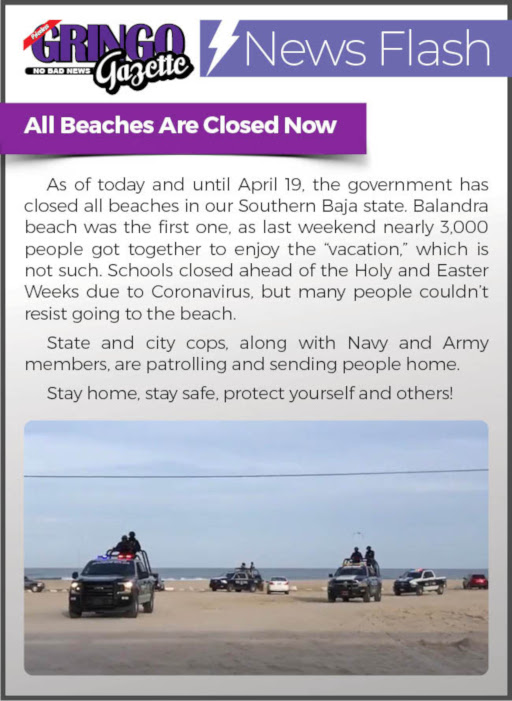 GRINGO
NO BAD NEWS
Gazette
News Flash
All Beaches Are Closed Now
As of today and until April 19, the government has
closed all beaches in our Southern Baja state. Balandra
beach was the first one, as last weekend nearly 3,000
people got together to enjoy the “vacation,” which is
not such. Schools closed ahead of the Holy and Easter
Weeks due to Coronavirus, but many people couldn’t
resist going to the beach.
State and city cops, along with Navy and Army
members, are patrolling and sending people home.
Stay home, stay safe, protect yourself and others!